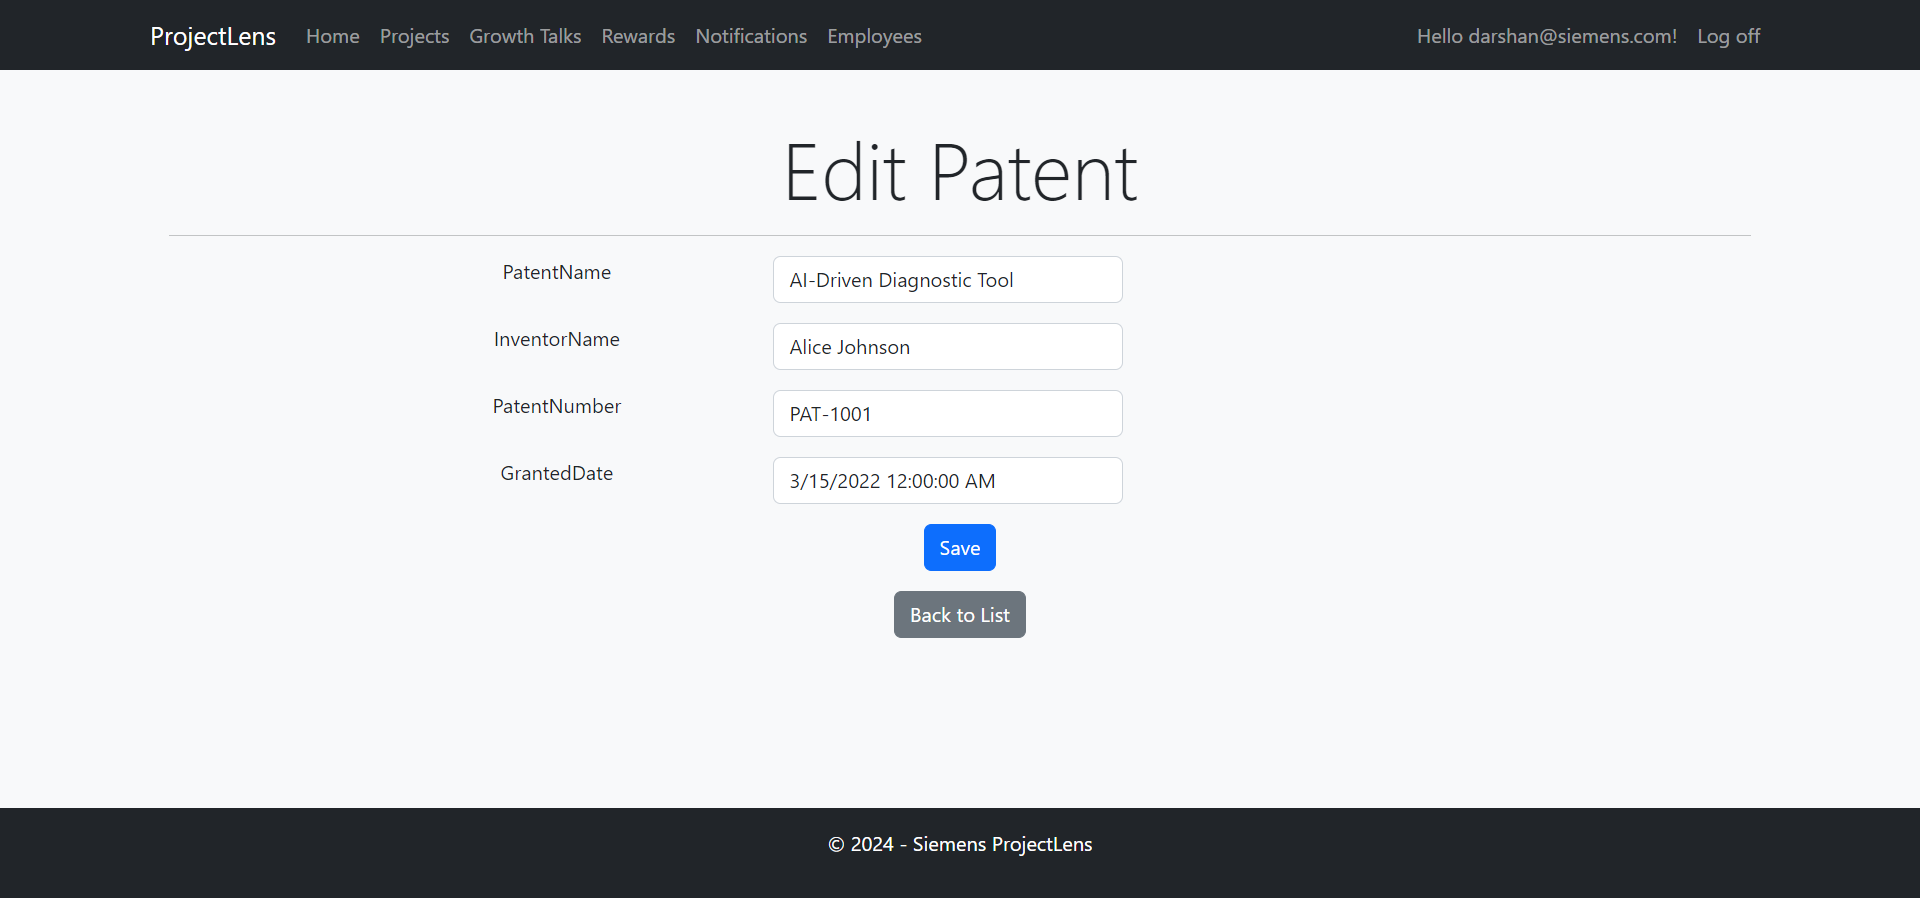 ProjectLens Home Projects Growth Talks Rewards Notifications Employees Hello darshan@siemens.com! Log off
Edit Patent
PatentName AI-Driven Diagnostic Tool
InventorName Alice Johnson
PatentNumber PAT-1001
GrantedDate 3/15/2022 12:00:00 AM
Save
Back to List
© 2024 - Siemens ProjectLens